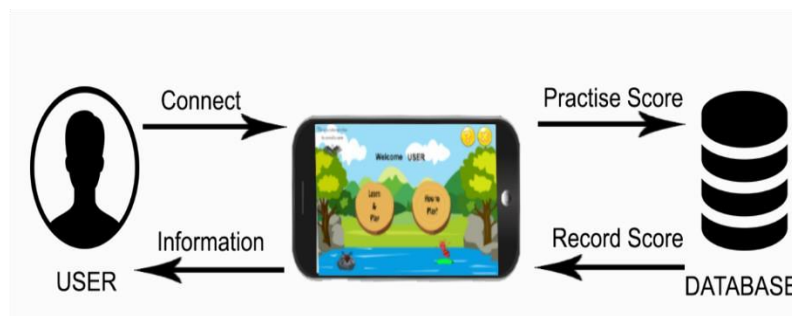 Connect
Practise Score
Welcome USER
Learn
&
Play
How to
Play?
Information
Record Score
USER
DATABASE